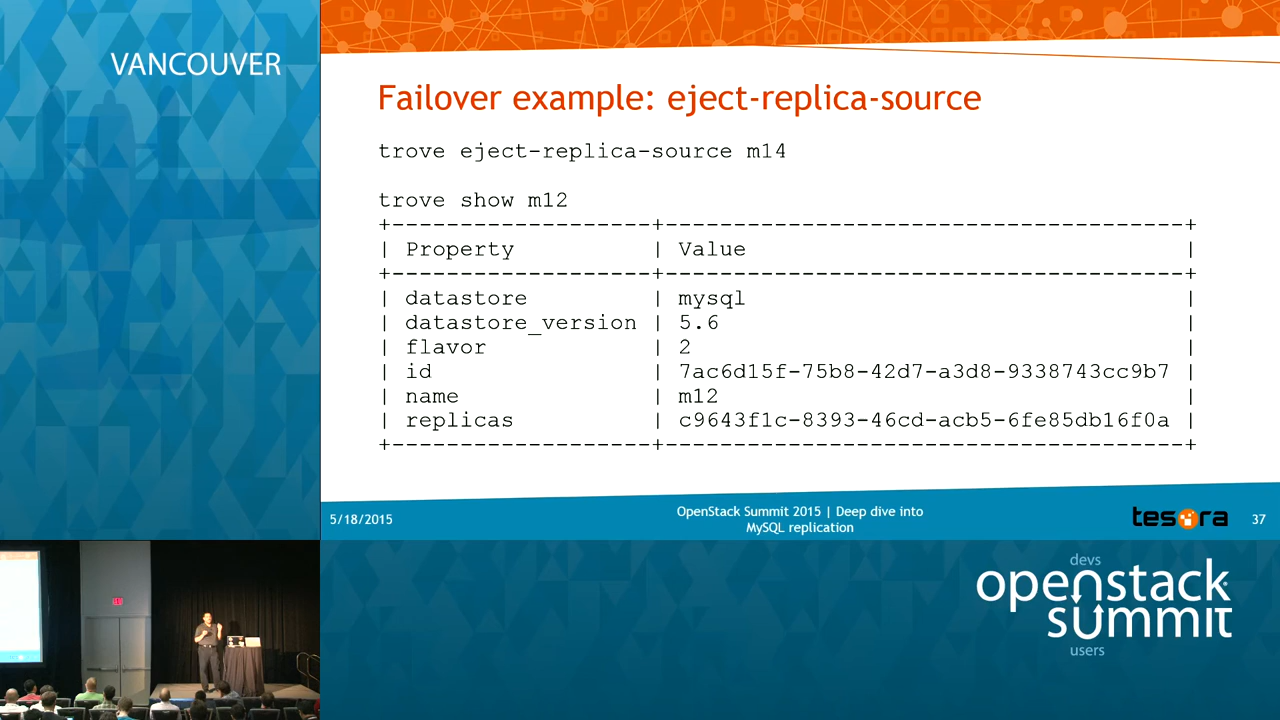 VANCOUVER
Failover example: eject-replica-source
trove eject-replica-source m14
trove show m12
+-------------------+--------------------------------------+
| Property          | Value                                |
+-------------------+--------------------------------------+
| datastore         | mysql                                |
| datastore_version | 5.6                                  |
| flavor            | 2                                    |
| id                | 7ac6d15f-75b8-42d7-a3d8-9338743cc9b7 |
| name              | m12                                  |
| replicas          | c9643f1c-8393-46cd-acb5-6fe85db16f0a |
+-------------------+--------------------------------------+
5/18/2015
OpenStack Summit 2015 | Deep dive into
MySQL replication
tesora
37
devs
openstack
summit
users